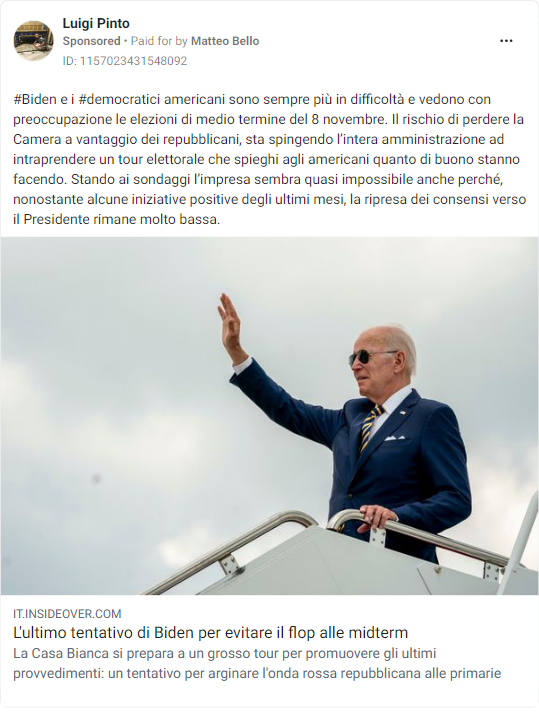 Luigi Pinto
Sponsored • Paid for by Matteo Bello
ID: 1157023431548092
#Biden e i #democratici americani sono sempre più in difficoltà e vedono con
preoccupazione le elezioni di medio termine del 8 novembre. Il rischio di perdere la
Camera a vantaggio dei repubblicani, sta spingendo l’intera amministrazione ad
intraprendere un tour elettorale che spieghi agli americani quanto di buono stanno
facendo. Stando ai sondaggi l’impresa sembra quasi impossibile anche perché,
nonostante alcune iniziative positive degli ultimi mesi, la ripresa dei consensi verso
il Presidente rimane molto bassa.
IT.INSIDEOVER.COM
L'ultimo tentativo di Biden per evitare il flop alle midterm
La Casa Bianca si prepara a un grosso tour per promuovere gli ultimi
provvedimenti: un tentativo per arginare l'onda rossa repubblicana alle primarie